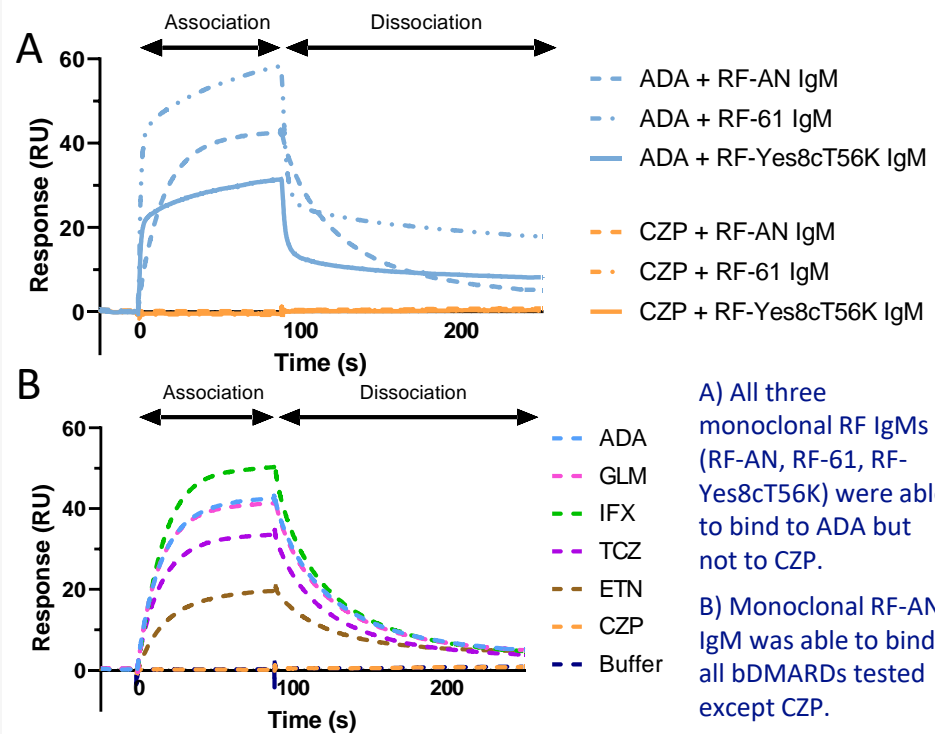 Association
Dissociation
A
60
40
20
0
Response (RU)
0
100
200
Time (s)
ADA + RF-AN IgM
ADA + RF-61 IgM
ADA + RF-Yes8cT56K IgM
CZP + RF-AN IgM
CZP + RF-61 IgM
CZP + RF-Yes8cT56K IgM
B
Association
Dissociation
60
40
20
0
Response (RU)
0
100
200
Time (s)
ADA
GLM
IFX
TCZ
ETN
CZP
Buffer
A) All three
monoclonal RF IgMs
(RF-AN, RF-61, RF-
Yes8cT56K) were abl
to bind to ADA but
not to CZP.
B) Monoclonal RF-AN
IgM was able to bind
all bDMARDs tested
except CZP.